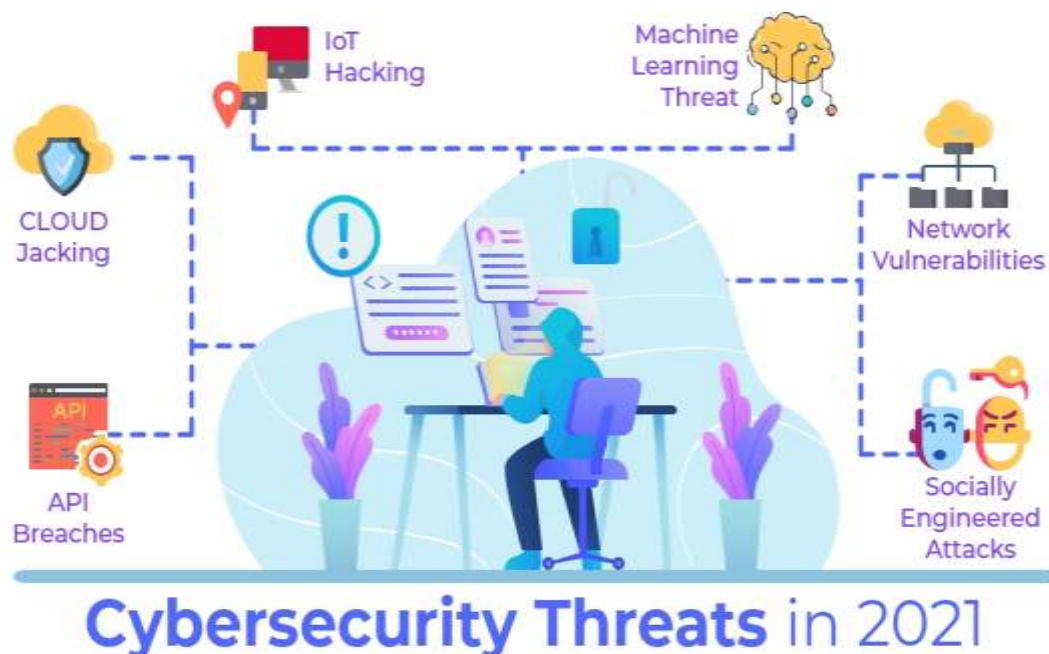 IoT
Hacking
Machine
Learning
Threat
CLOUD
Jacking
Network
Vulnerabilities
API
API
Breaches
Socially
Engineered
Attacks
Cybersecurity Threats in 2021